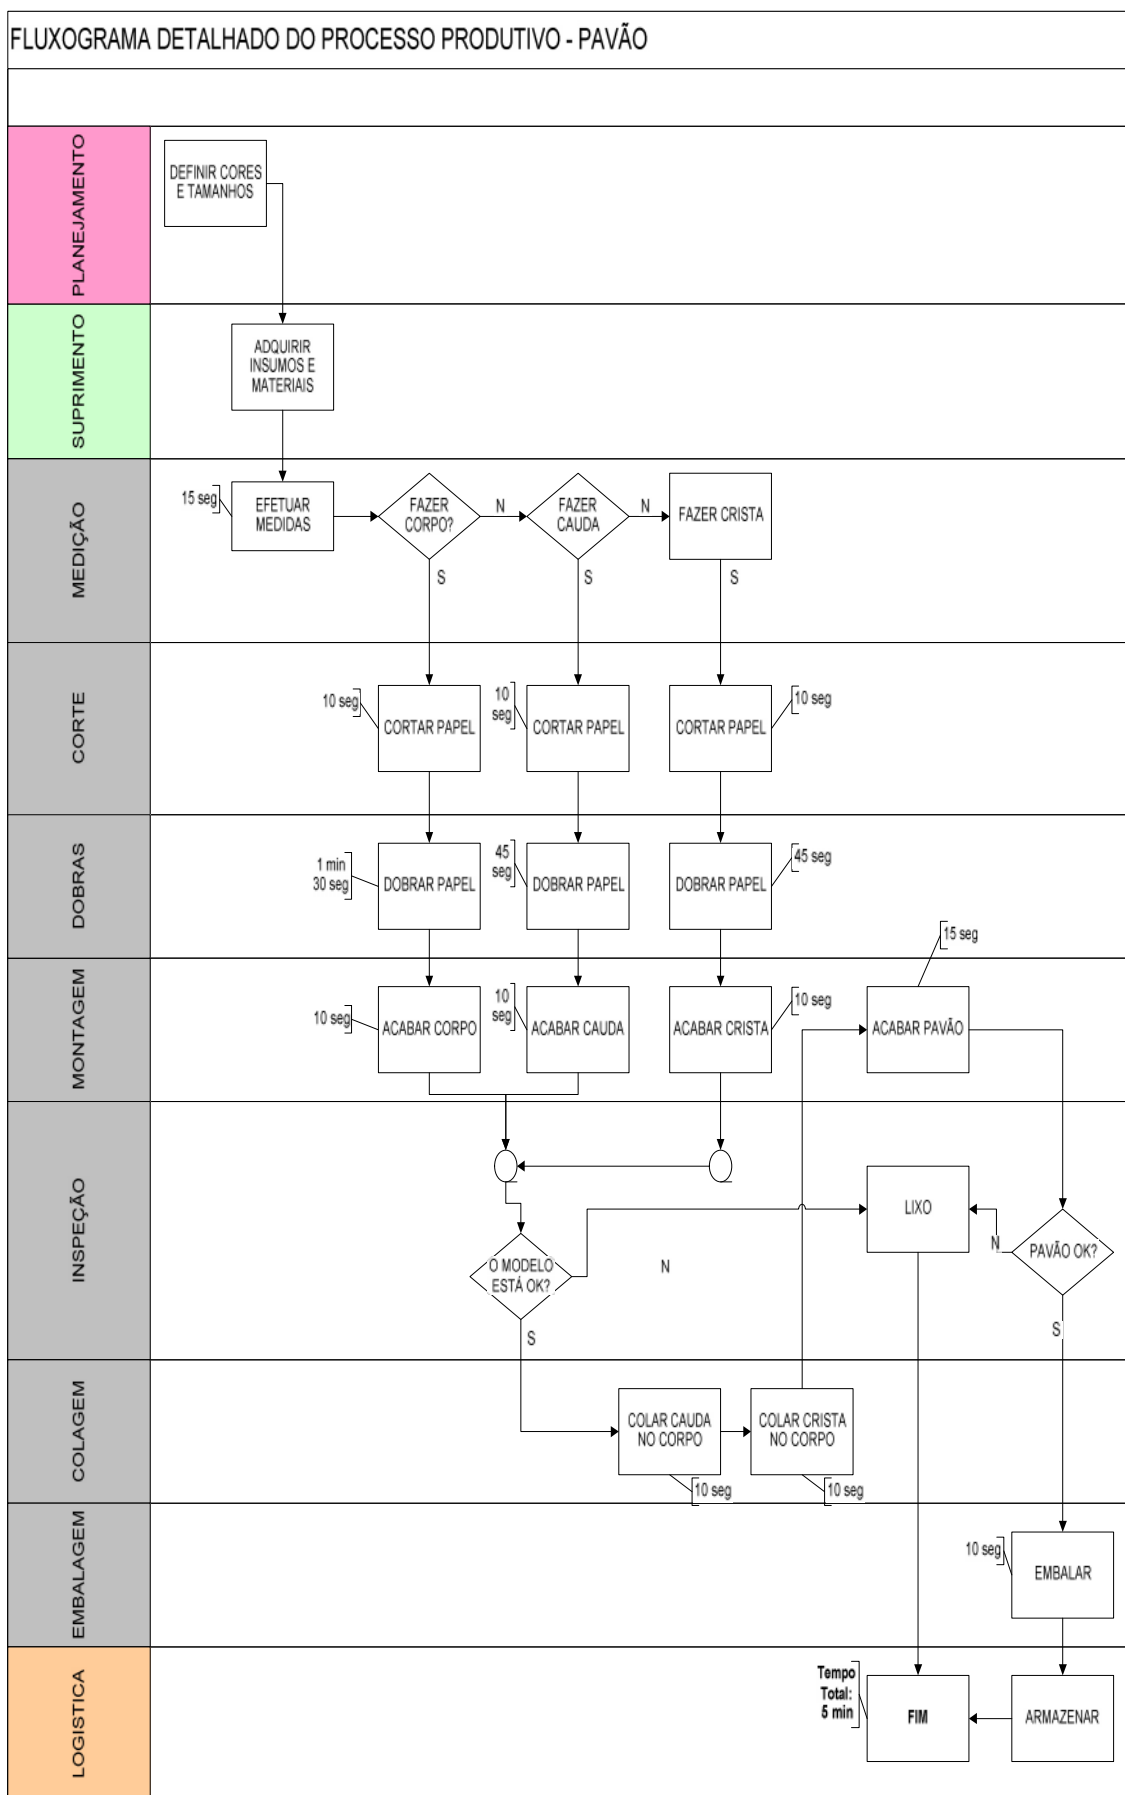 FLUXOGRAMA DETALHADO DO PROCESSO PRODUTIVO - PAVÃO
PLANEJAMENTO
DEFINIR CORES
E TAMANHOS
SUPRIMENTO
ADQUIRIR
INSUMOS E
MATERIAIS
MEDIÇÃO
15 seg
EFETUAR
MEDIDAS
FAZER
CORPO?
N
FAZER
CAUDA
N
FAZER CRISTA
S
S
S
CORTE
10 seg
CORTAR PAPEL
10
seg
CORTAR PAPEL
CORTAR PAPEL
10 seg
DOBRAS
1 min
30 seg
DOBRAR PAPEL
45
seg
DOBRAR PAPEL
DOBRAR PAPEL
45 seg
MONTAGEM
10 seg
ACABAR CORPO
10
seg
ACABAR CAUDA
ACABAR CRISTA
10 seg
15 seg
ACABAR PAVÃO
INSPEÇÃO
LIXO
O MODELO
ESTÁ OK?
N
N
PAVÃO OK?
S
S
COLAGEM
COLAR CAUDA
NO CORPO
COLAR CRISTA
NO CORPO
10 seg
10 seg
EMBALAGEM
10 seg
EMBALAR
LOGISTICA
Tempo
Total:
5 min
FIM
ARMAZENAR